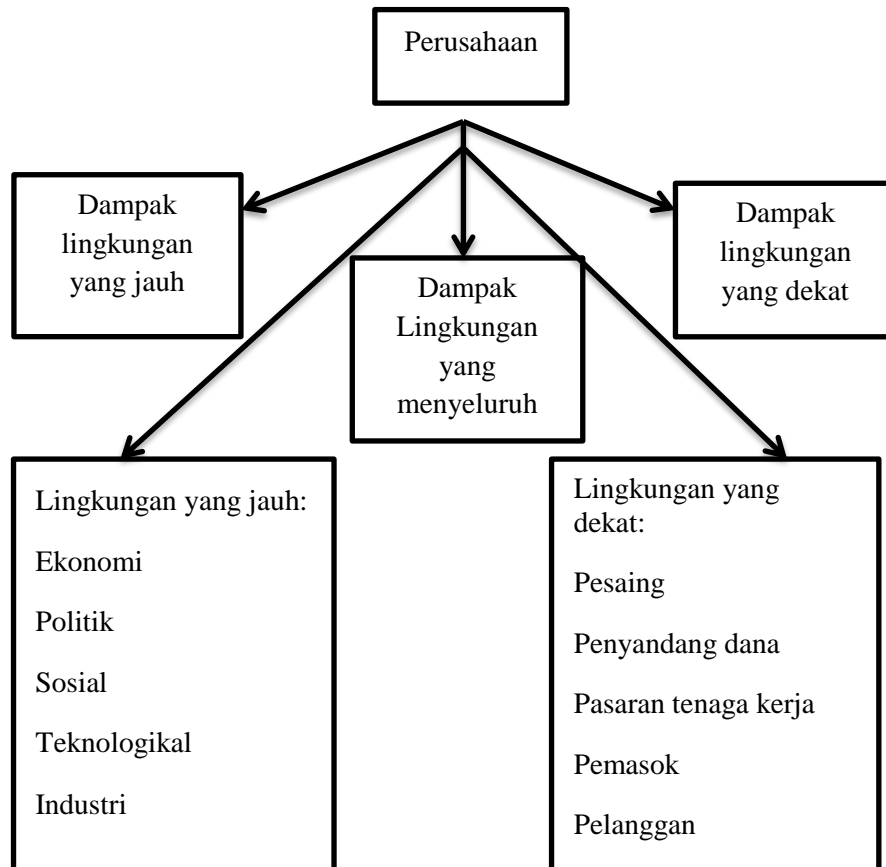 Perusahaan
Dampak
lingkungan
yang jauh
Dampak
Lingkungan
yang
menyeluruh
Dampak
lingkungan
yang dekat
Lingkungan yang jauh:
Ekonomi
Politik
Sosial
Teknologikal
Industri
Lingkungan yang
dekat:
Pesaing
Penyandang dana
Pasaran tenaga kerja
Pemasok
Pelanggan